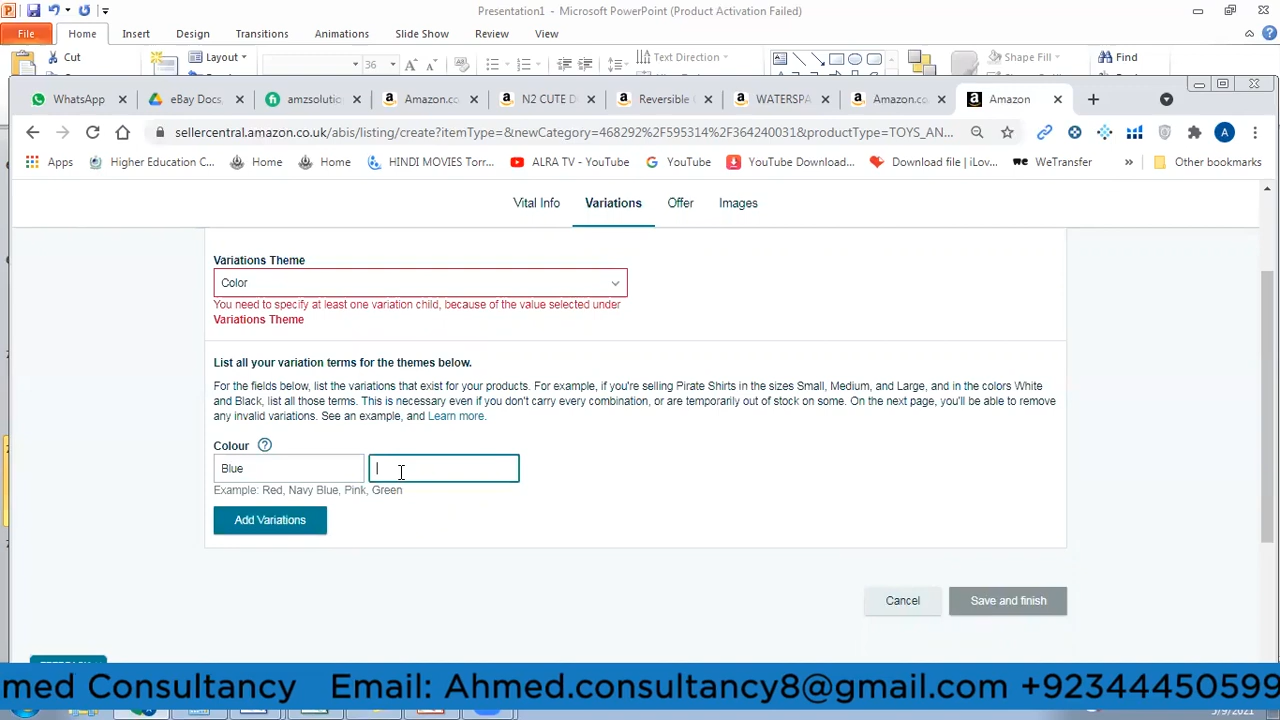 Presentation1 - Microsoft PowerPoint (Product Activation Failed)
File Home Insert Design Transitions Animations Slide Show Review View
Cut Layout 36 Text Direction Shape Fill Find
WhatsApp eBay Docs, amzsolution Amazon.co N2 CUTE D Reversible ( WATERSPA Amazon.co Amazon
sellercentral.amazon.co.uk/abis/listing/create?itemType=&newCategory=468292%2F595314%2F364240031&productType=TOYS_AN...
Apps Higher Education C... Home Home HINDI MOVIES Torr... ALRA TV - YouTube YouTube YouTube Download... Download file | iLov... WeTransfer » Other bookmarks
Vital Info Variations Offer Images
Variations Theme
Color
You need to specify at least one variation child, because of the value selected under
Variations Theme
List all your variation terms for the themes below.
For the fields below, list the variations that exist for your products. For example, if you're selling Pirate Shirts in the sizes Small, Medium, and Large, and in the colors White
and Black, list all those terms. This is necessary even if you don't carry every combination, or are temporarily out of stock on some. On the next page, you'll be able to remove
any invalid variations. See an example, and Learn more.
Colour
Blue
Example: Red, Navy Blue, Pink, Green
Add Variations
Cancel Save and finish
med Consultancy Email: Ahmed.consultancy8@gmail.com +92344445059